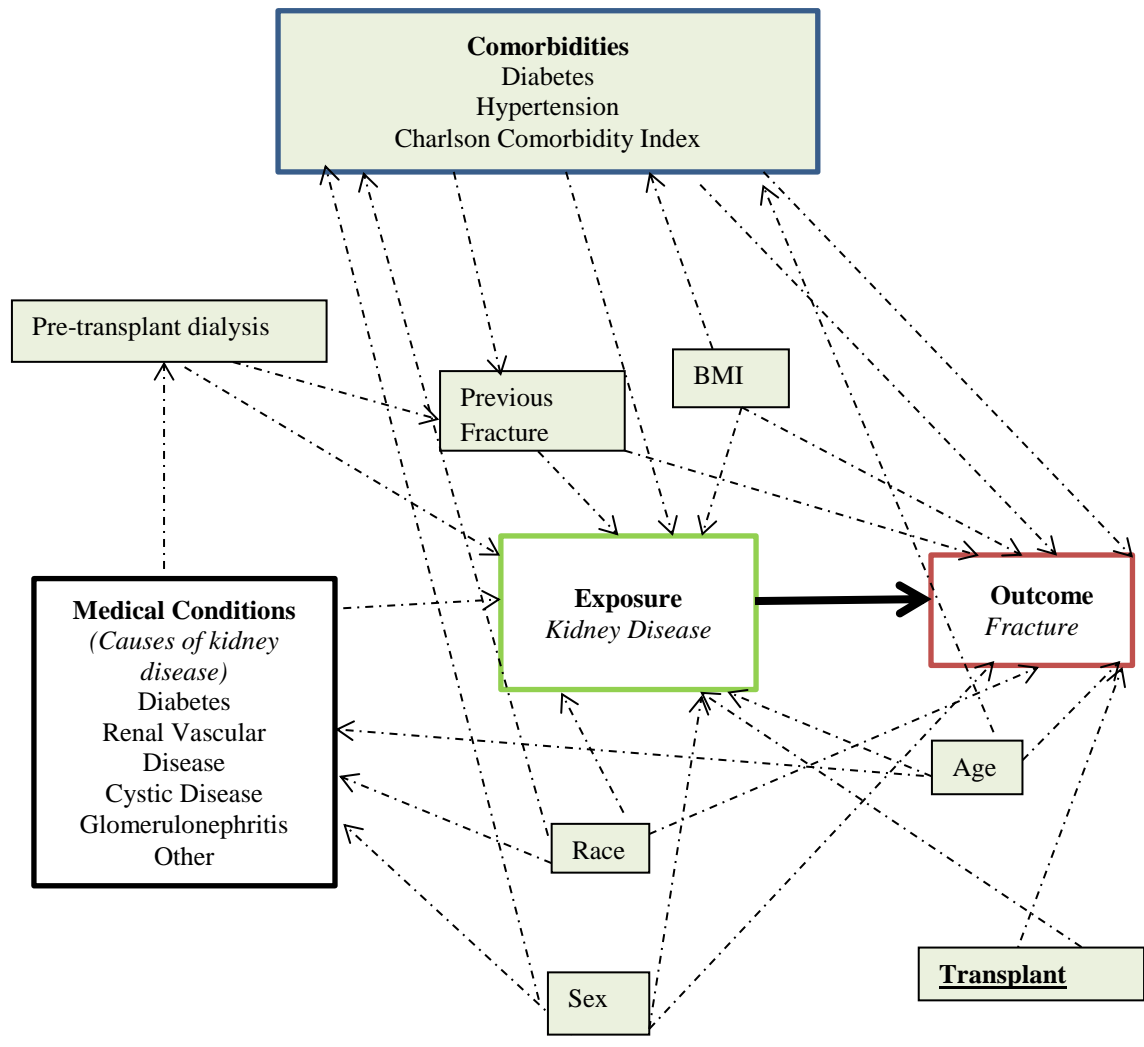 Comorbidities
Diabetes
Hypertension
Charlson Comorbidity Index
Pre-transplant dialysis
Previous
Fracture
BMI
Medical Conditions
(Causes of kidney
disease)
Diabetes
Renal Vascular
Disease
Cystic Disease
Glomerulonephritis
Other
Exposure
Kidney Disease
Outcome
Fracture
Age
Race
Sex
Transplant